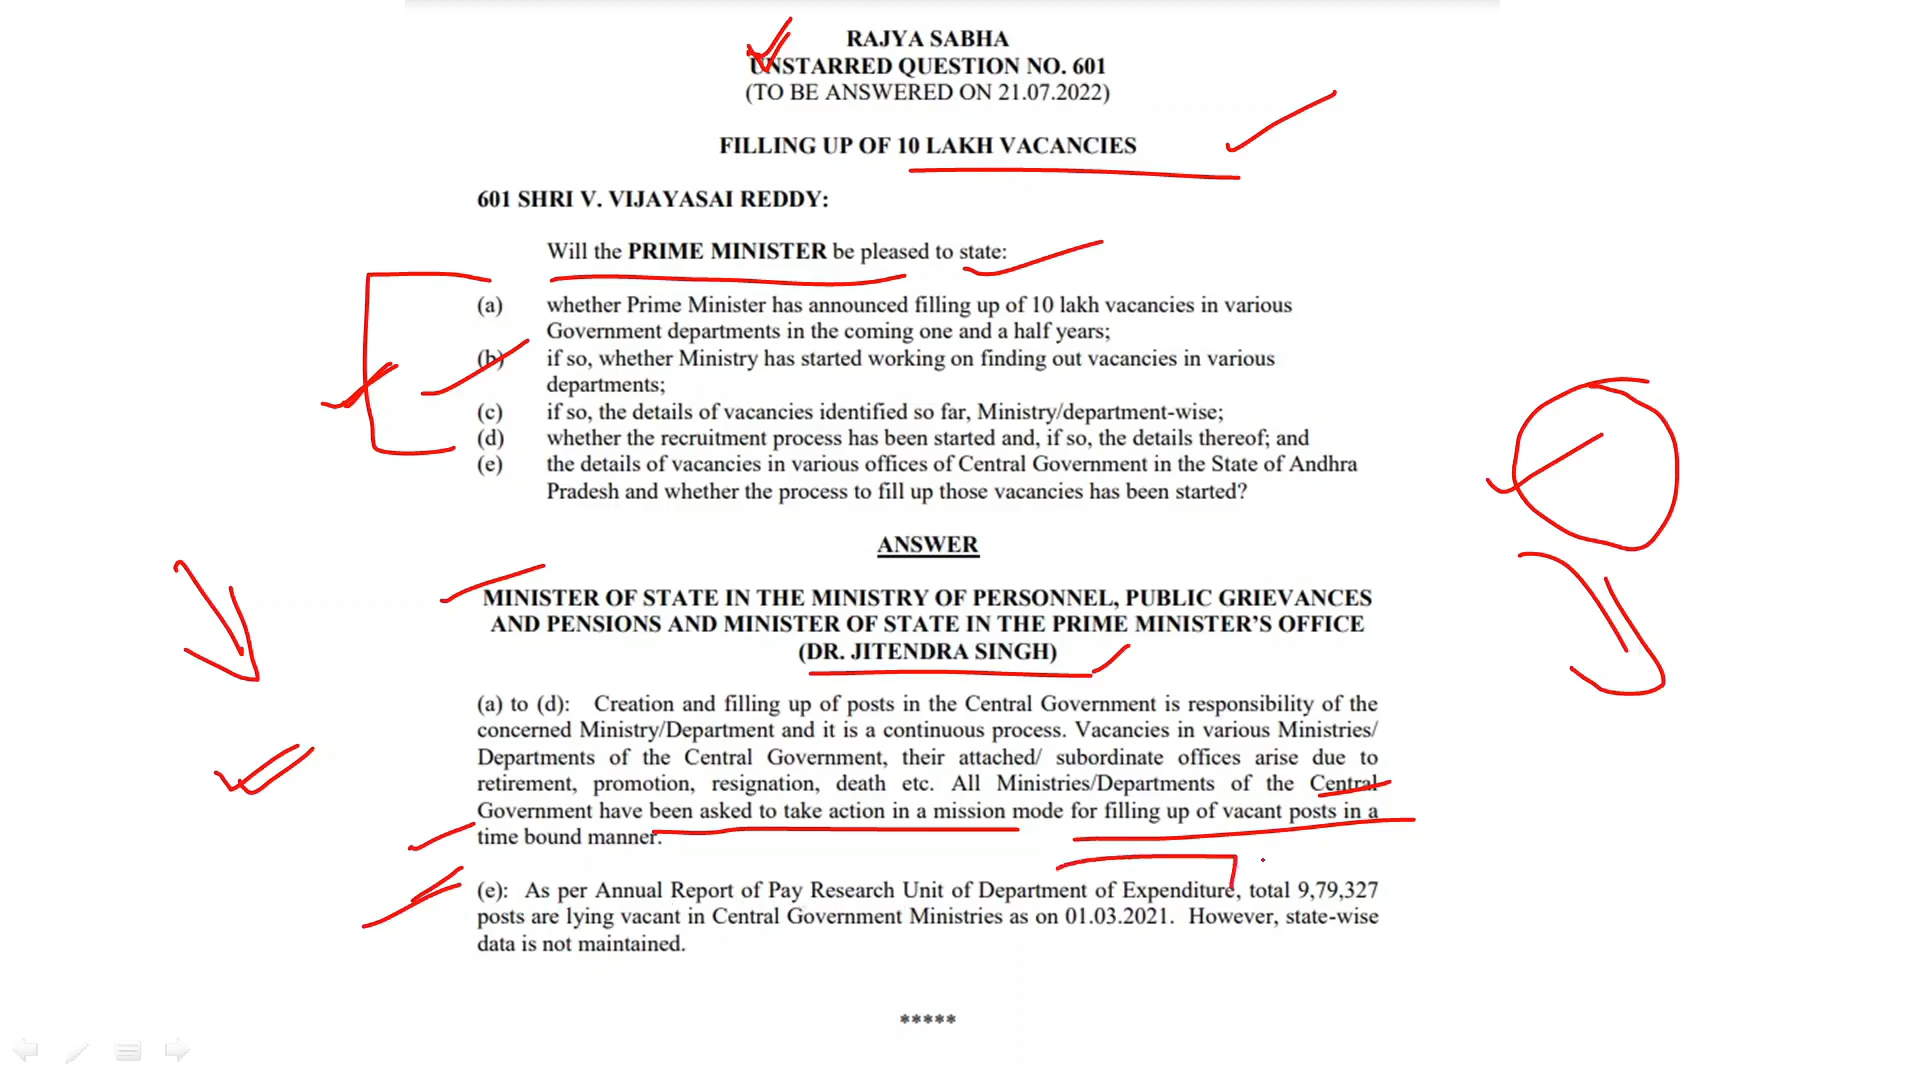 RAJYA SABHA
UNSTARRED QUESTION NO. 601
(TO BE ANSWERED ON 21.07.2022)
FILLING UP OF 10 LAKH VACANCIES
601 SHRI V. VIJAYASAI REDDY:
Will the PRIME MINISTER be pleased to state:
(a) whether Prime Minister has announced filling up of 10 lakh vacancies in various
Government departments in the coming one and a half years;
(b) if so, whether Ministry has started working on finding out vacancies in various
departments;
(c) if so, the details of vacancies identified so far, Ministry/department-wise;
(d) whether the recruitment process has been started and, if so, the details thereof; and
(e) the details of vacancies in various offices of Central Government in the State of Andhra
Pradesh and whether the process to fill up those vacancies has been started?
ANSWER
MINISTER OF STATE IN THE MINISTRY OF PERSONNEL, PUBLIC GRIEVANCES
AND PENSIONS AND MINISTER OF STATE IN THE PRIME MINISTER'S OFFICE
(DR. JITENDRA SINGH)
(a) to (d): Creation and filling up of posts in the Central Government is responsibility of the
concerned Ministry/Department and it is a continuous process. Vacancies in various Ministries/
Departments of the Central Government, their attached/ subordinate offices arise due to
retirement, promotion, resignation, death etc. All Ministries/Departments of the Central
Government have been asked to take action in a mission mode for filling up of vacant posts in a
time bound manner.
(e): As per Annual Report of Pay Research Unit of Department of Expenditure, total 9,79,327
posts are lying vacant in Central Government Ministries as on 01.03.2021. However, state-wise
data is not maintained.
*****